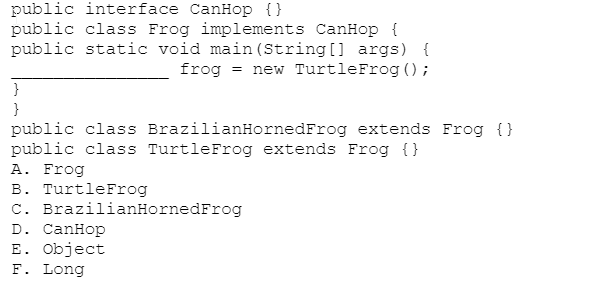 public interface CanHop {}
public class Frog implements CanHop {
public static void main(String[] args) {
_______________ frog = new TurtleFrog();
}
}
public class BrazilianHornedFrog extends Frog {}
public class TurtleFrog extends Frog {}
A. Frog
B. TurtleFrog
C. BrazilianHornedFrog
D. CanHop
E. Object
F. Long